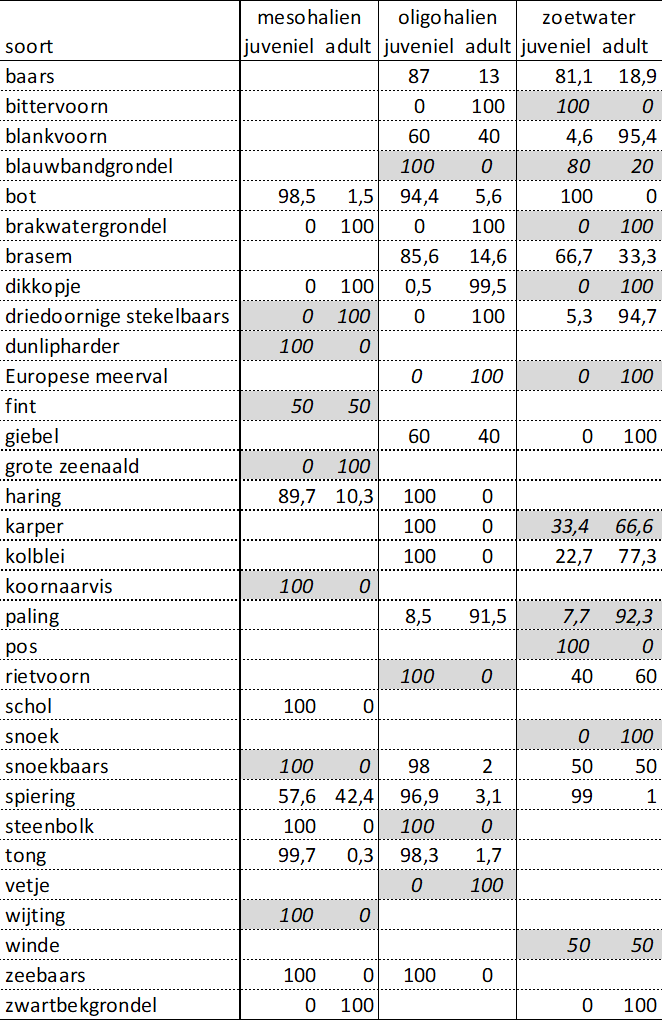 mesohalien oligohalien zoetwater
soort juveniel adult juveniel adult juveniel adult
baars 87 13 81,1 18,9
bittervoorn 0 100 100 0
blankvoorn 60 40 4,6 95,4
blauwbandgrondel 100 0 80 20
bot 98,5 1,5 94,4 5,6 100 0
brakwatergrondel 0 100 0 100 0 100
brasem 85,6 14,6 66,7 33,3
dikkopje 0 100 0,5 99,5 0 100
driedoornige stekelbaars 0 100 0 100 5,3 94,7
dunlipharder 100 0
Europese meerval 0 100 0 100
fint 50 50
giebel 60 40 0 100
grote zeenaald 0 100
haring 89,7 10,3 100 0
karper 100 0 33,4 66,6
kolblei 100 0 22,7 77,3
koornaarvis 100 0
paling 8,5 91,5 7,7 92,3
pos 100 0
rietvoorn 100 0 40 60
schol 100 0
snoek 0 100
snoekbaars 100 0 98 2 50 50
spiering 57,6 42,4 96,9 3,1 99 1
steenbolk 100 0 100 0
tong 99,7 0,3 98,3 1,7
vetje 0 100
wijting 100 0
winde 50 50
zeebaars 100 0 100 0
zwartbekgrondel 0 100 0 100